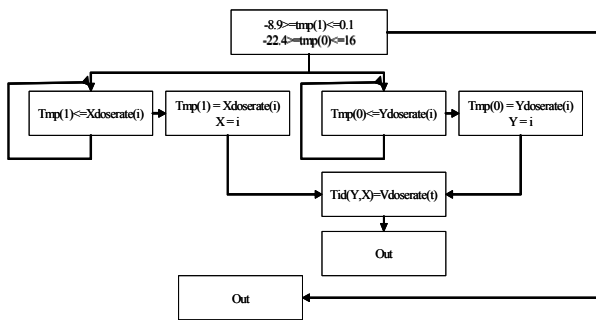 -8.9>=tmp(1)<=0.1
-22.4>=tmp(0)<=16
Tmp(1)<=Xdoserate(i)
Tmp(1) = Xdoserate(i)
X = i
Tmp(0)<=Ydoserate(i)
Tmp(0) = Ydoserate(i)
Y = i
Tid(Y,X)=Vdoserate(t)
Out
Out